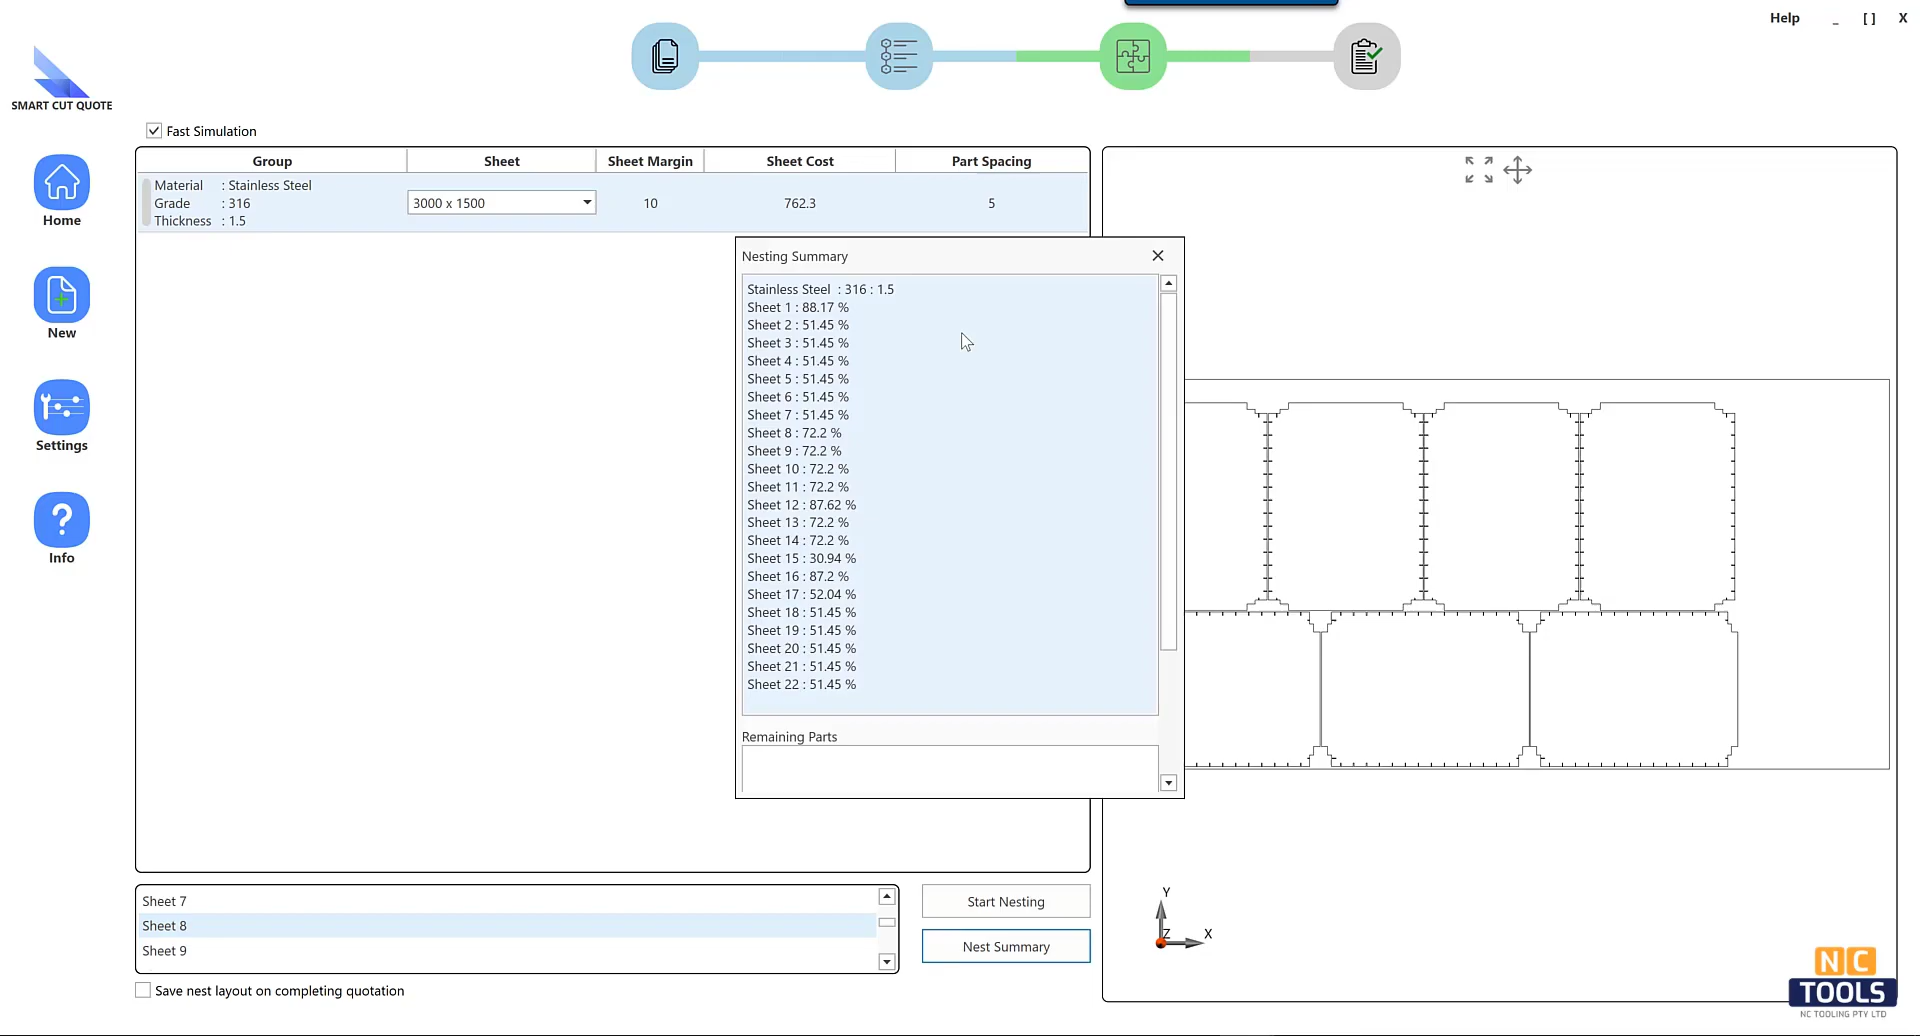 Help _ [ ] X
SMART CUT QUOTE
Fast Simulation
Group Sheet Sheet Margin Sheet Cost Part Spacing
Material : Stainless Steel
Grade : 316
Thickness : 1.5
3000 x 1500 10 762.3 5
Home
New
Settings
Info
Nesting Summary
Stainless Steel : 316 : 1.5
Sheet 1 : 88.17 %
Sheet 2 : 51.45 %
Sheet 3 : 51.45 %
Sheet 4 : 51.45 %
Sheet 5 : 51.45 %
Sheet 6 : 51.45 %
Sheet 7 : 51.45 %
Sheet 8 : 72.2 %
Sheet 9 : 72.2 %
Sheet 10 : 72.2 %
Sheet 11 : 72.2 %
Sheet 12 : 87.62 %
Sheet 13 : 72.2 %
Sheet 14 : 72.2 %
Sheet 15 : 30.94 %
Sheet 16 : 87.2 %
Sheet 17 : 52.04 %
Sheet 18 : 51.45 %
Sheet 19 : 51.45 %
Sheet 20 : 51.45 %
Sheet 21 : 51.45 %
Sheet 22 : 51.45 %
Remaining Parts
Sheet 7
Sheet 8
Sheet 9
Start Nesting
Nest Summary
Save nest layout on completing quotation
Y
Z
X
NC
TOOLS
NC TOOLING PTY LTD